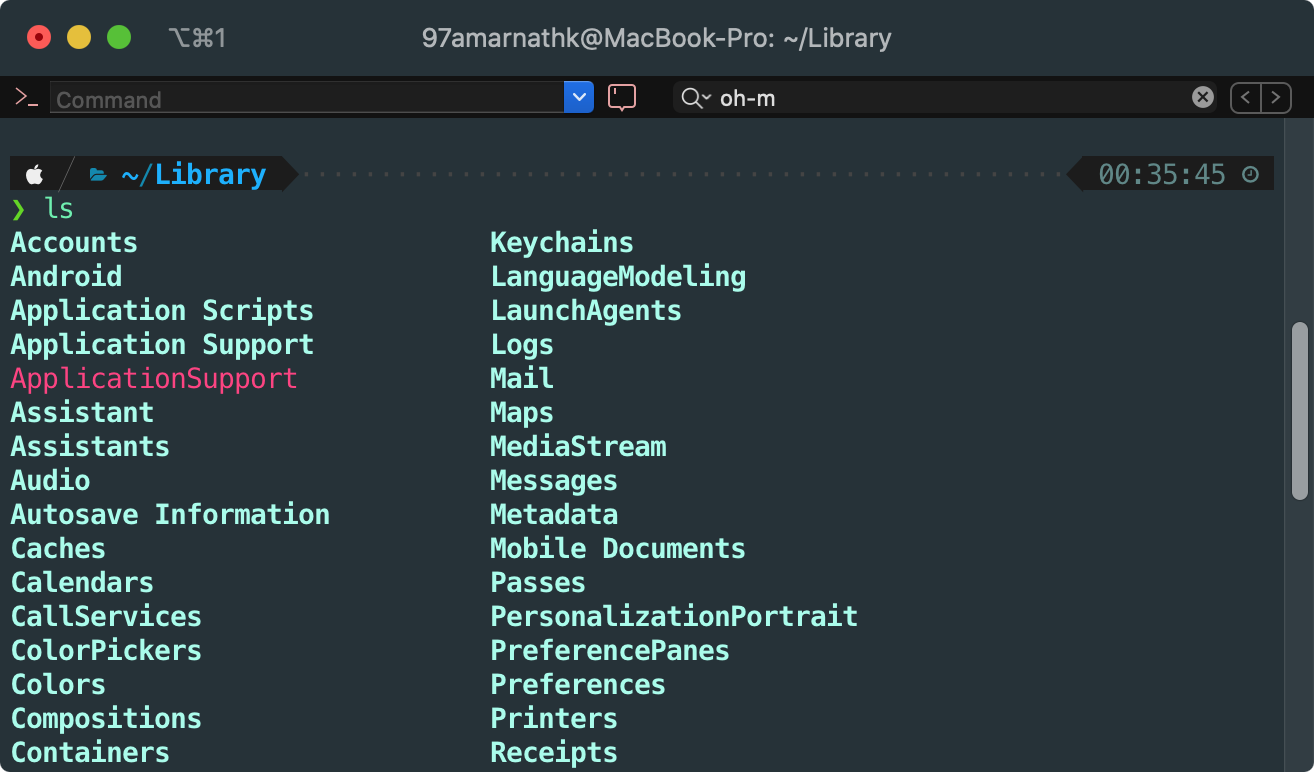 ⌥⌘1 97amarnathk@MacBook-Pro: ~/Library
>_ Command oh-m < >
~/Library 00:35:45
❯ ls
Accounts Keychains
Android LanguageModeling
Application Scripts LaunchAgents
Application Support Logs
ApplicationSupport Mail
Assistant Maps
Assistants MediaStream
Audio Messages
Autosave Information Metadata
Caches Mobile Documents
Calendars Passes
CallServices PersonalizationPortrait
ColorPickers PreferencePanes
Colors Preferences
Compositions Printers
Containers Receipts